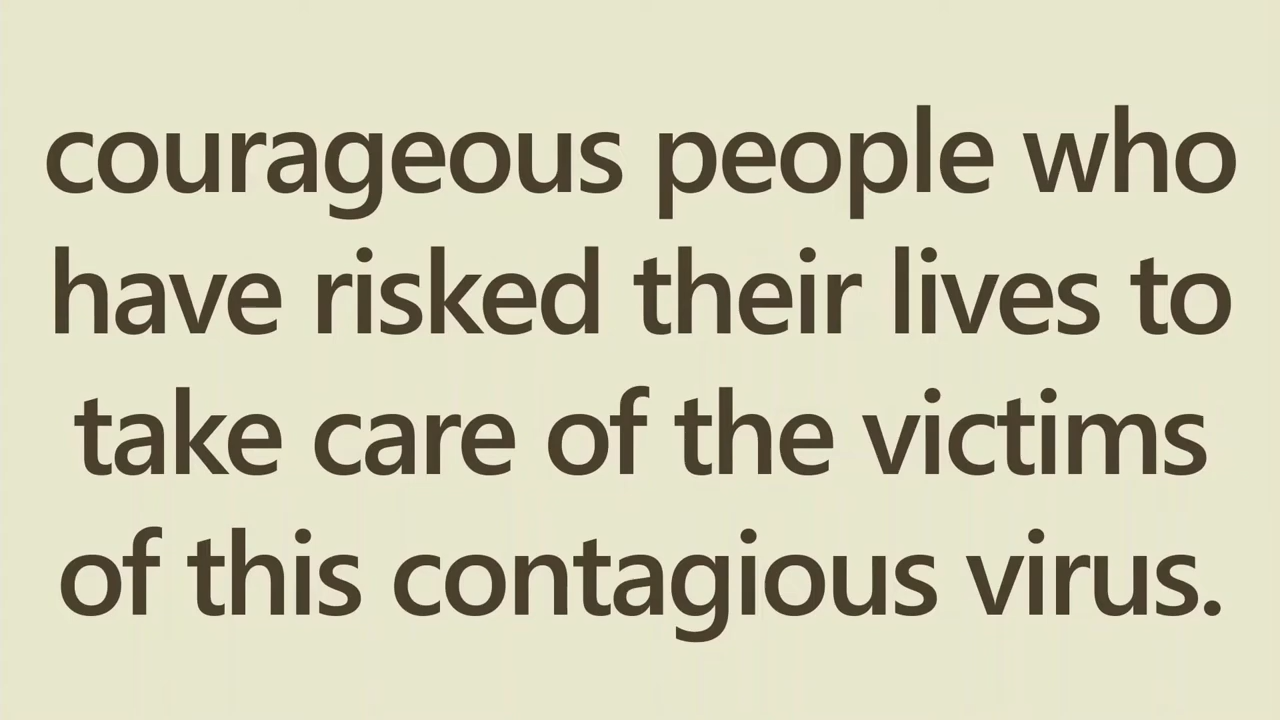 courageous people who
have risked their lives to
take care of the victims
of this contagious virus.